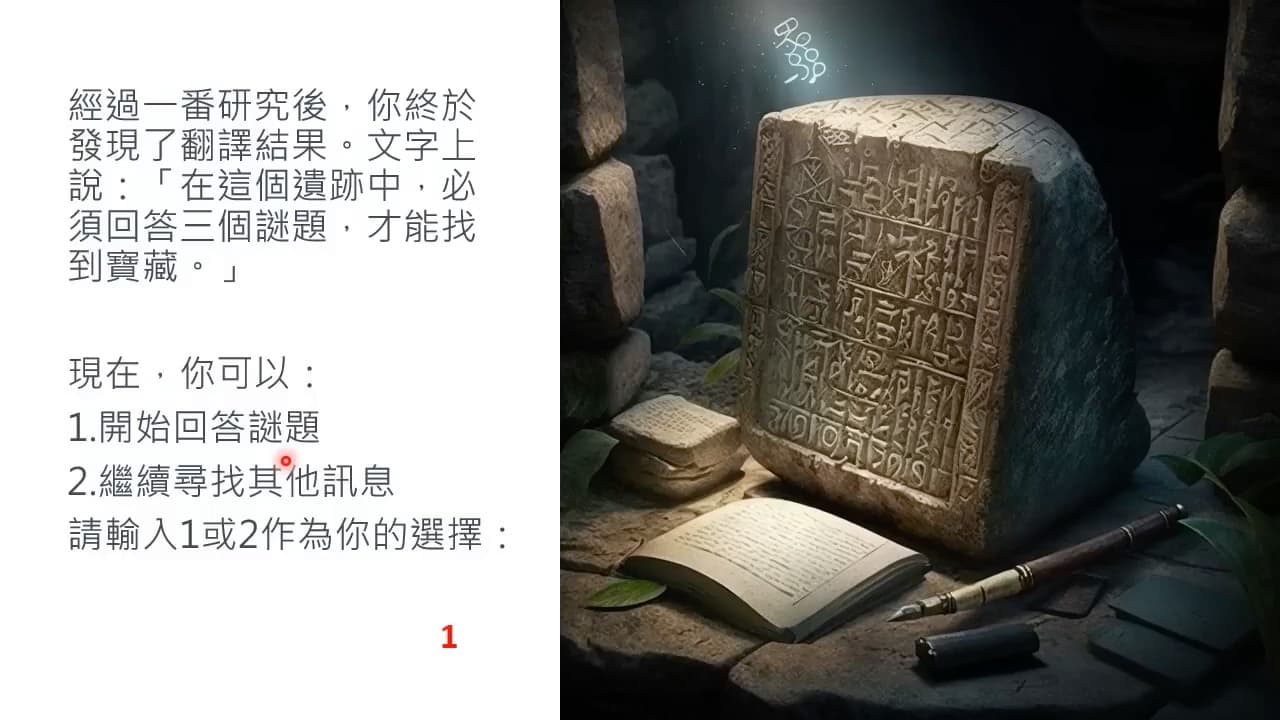 經過一番研究後，你終於
發現了翻譯結果。文字上
說：「在這個遺跡中，必
須回答三個謎題，才能找
到寶藏。」
現在，你可以：
1.開始回答謎題
2.繼續尋找其他訊息
請輸入1或2作為你的選擇：
1